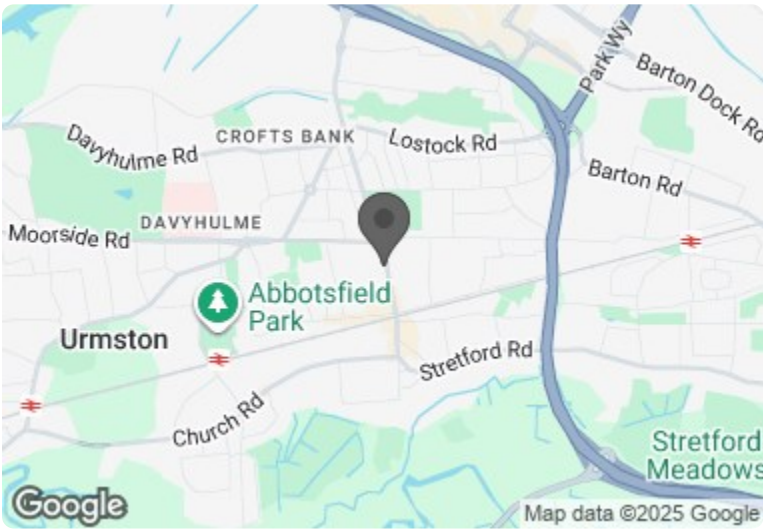 Park Wy
Barton Dock Rd
Davyhulme Rd
CROFTS BANK
Lostock Rd
Barton Rd
DAVYHULME
Moorside Rd
Abbotsfield
Park
Urmston
Stretford Rd
Church Rd
Stretford
Meadows
Google
Map data ©2025 Google